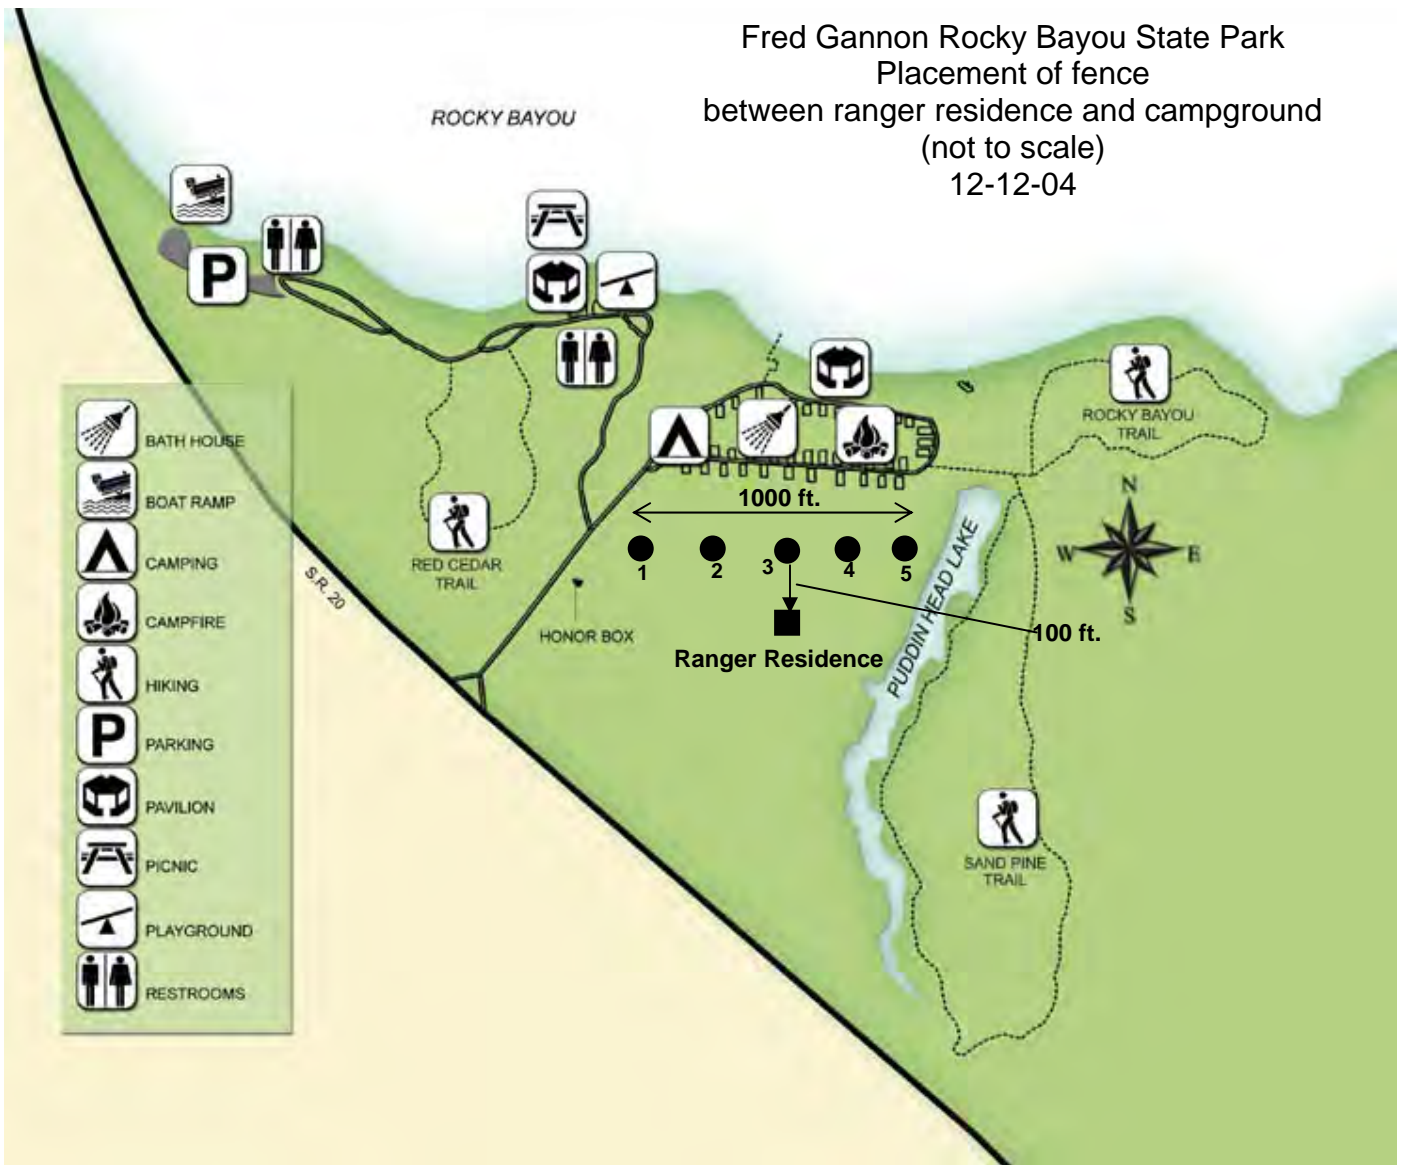 Fred Gannon Rocky Bayou State Park
Placement of fence
between ranger residence and campground
(not to scale)
12-12-04
ROCKY BAYOU
P
ROCKY BAYOU
TRAIL
BATH HOUSE
BOAT RAMP
CAMPING
CAMPFIRE
HIKING
P PARKING
PAVILION
PICNIC
PLAYGROUND
RESTROOMS
1000 ft.
1 2 3 4 5
N
W E
S
RED CEDAR
TRAIL
S.R. 20
HONOR BOX
100 ft.
Ranger Residence
PUDDIN HEAD LAKE
SAND PINE
TRAIL